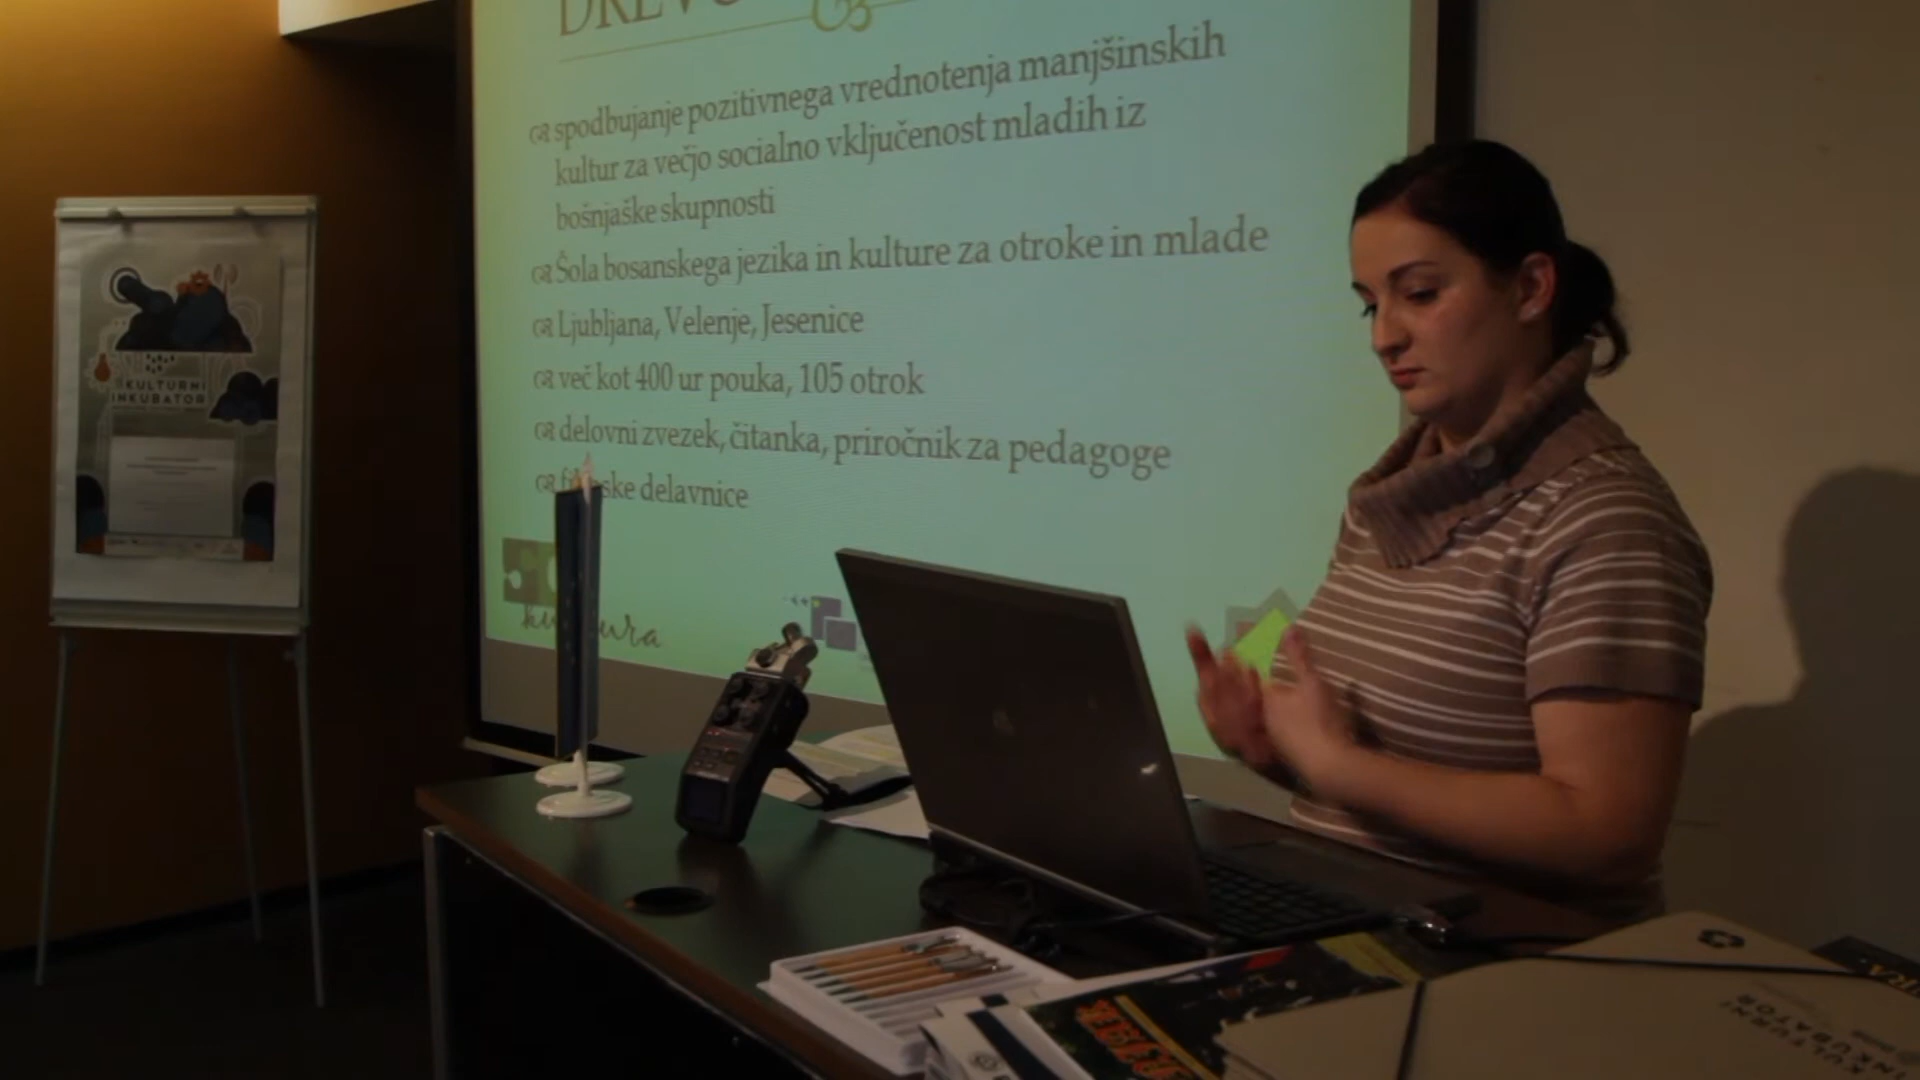 spodbujanje pozitivnega vrednotenja manjšinskih
kultur za večjo socialno vključenost mladih iz
bošnjaške skupnosti
Šola bosanskega jezika in kulture za otroke in mlade
Ljubljana, Velenje, Jesenice
več kot 400 ur pouka, 105 otrok
delovni zvezek, čitanka, priročnik za pedagoge
delavnice
KULTURNI
INKUBATOR
KULTURNI
INKUBATOR